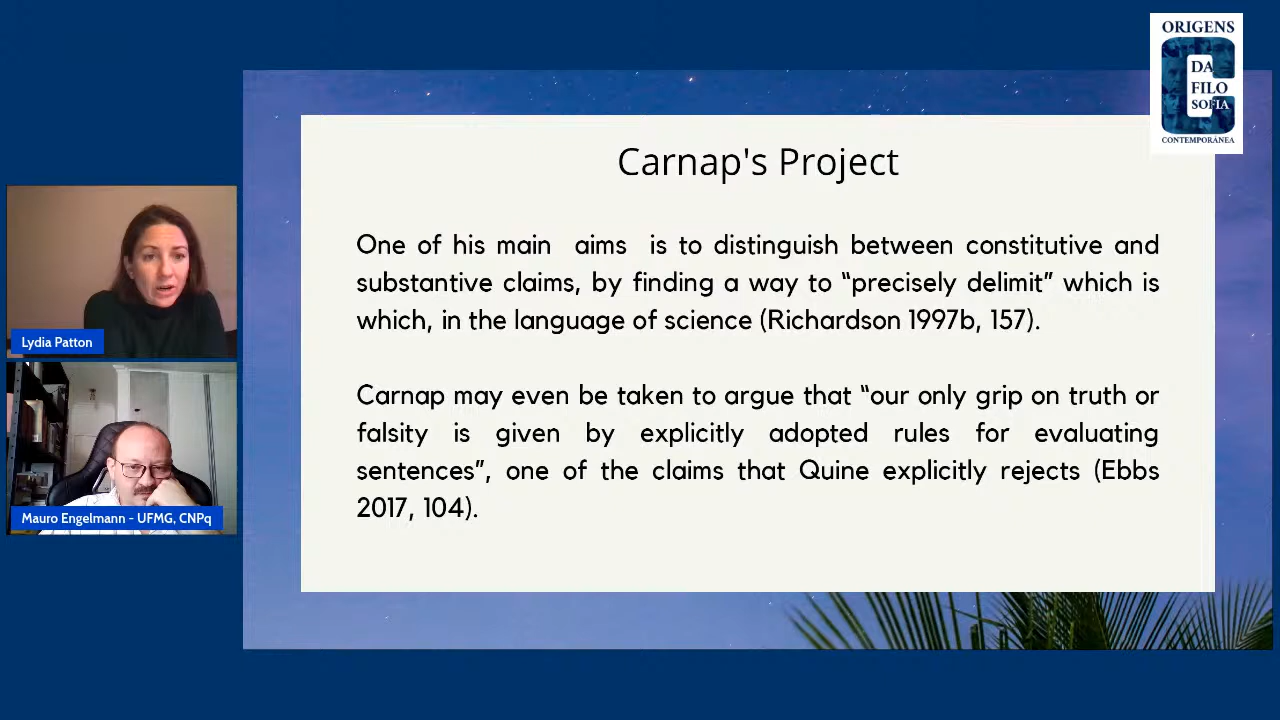 ORIGENS
DA
FILO
SOFIA
CONTEMPORÂNEA
Carnap's Project
One of his main aims is to distinguish between constitutive and
substantive claims, by finding a way to “precisely delimit” which is
which, in the language of science (Richardson 1997b, 157).
Carnap may even be taken to argue that “our only grip on truth or
falsity is given by explicitly adopted rules for evaluating
sentences”, one of the claims that Quine explicitly rejects (Ebbs
2017, 104).
Lydia Patton
Mauro Engelmann - UFMG, CNPq